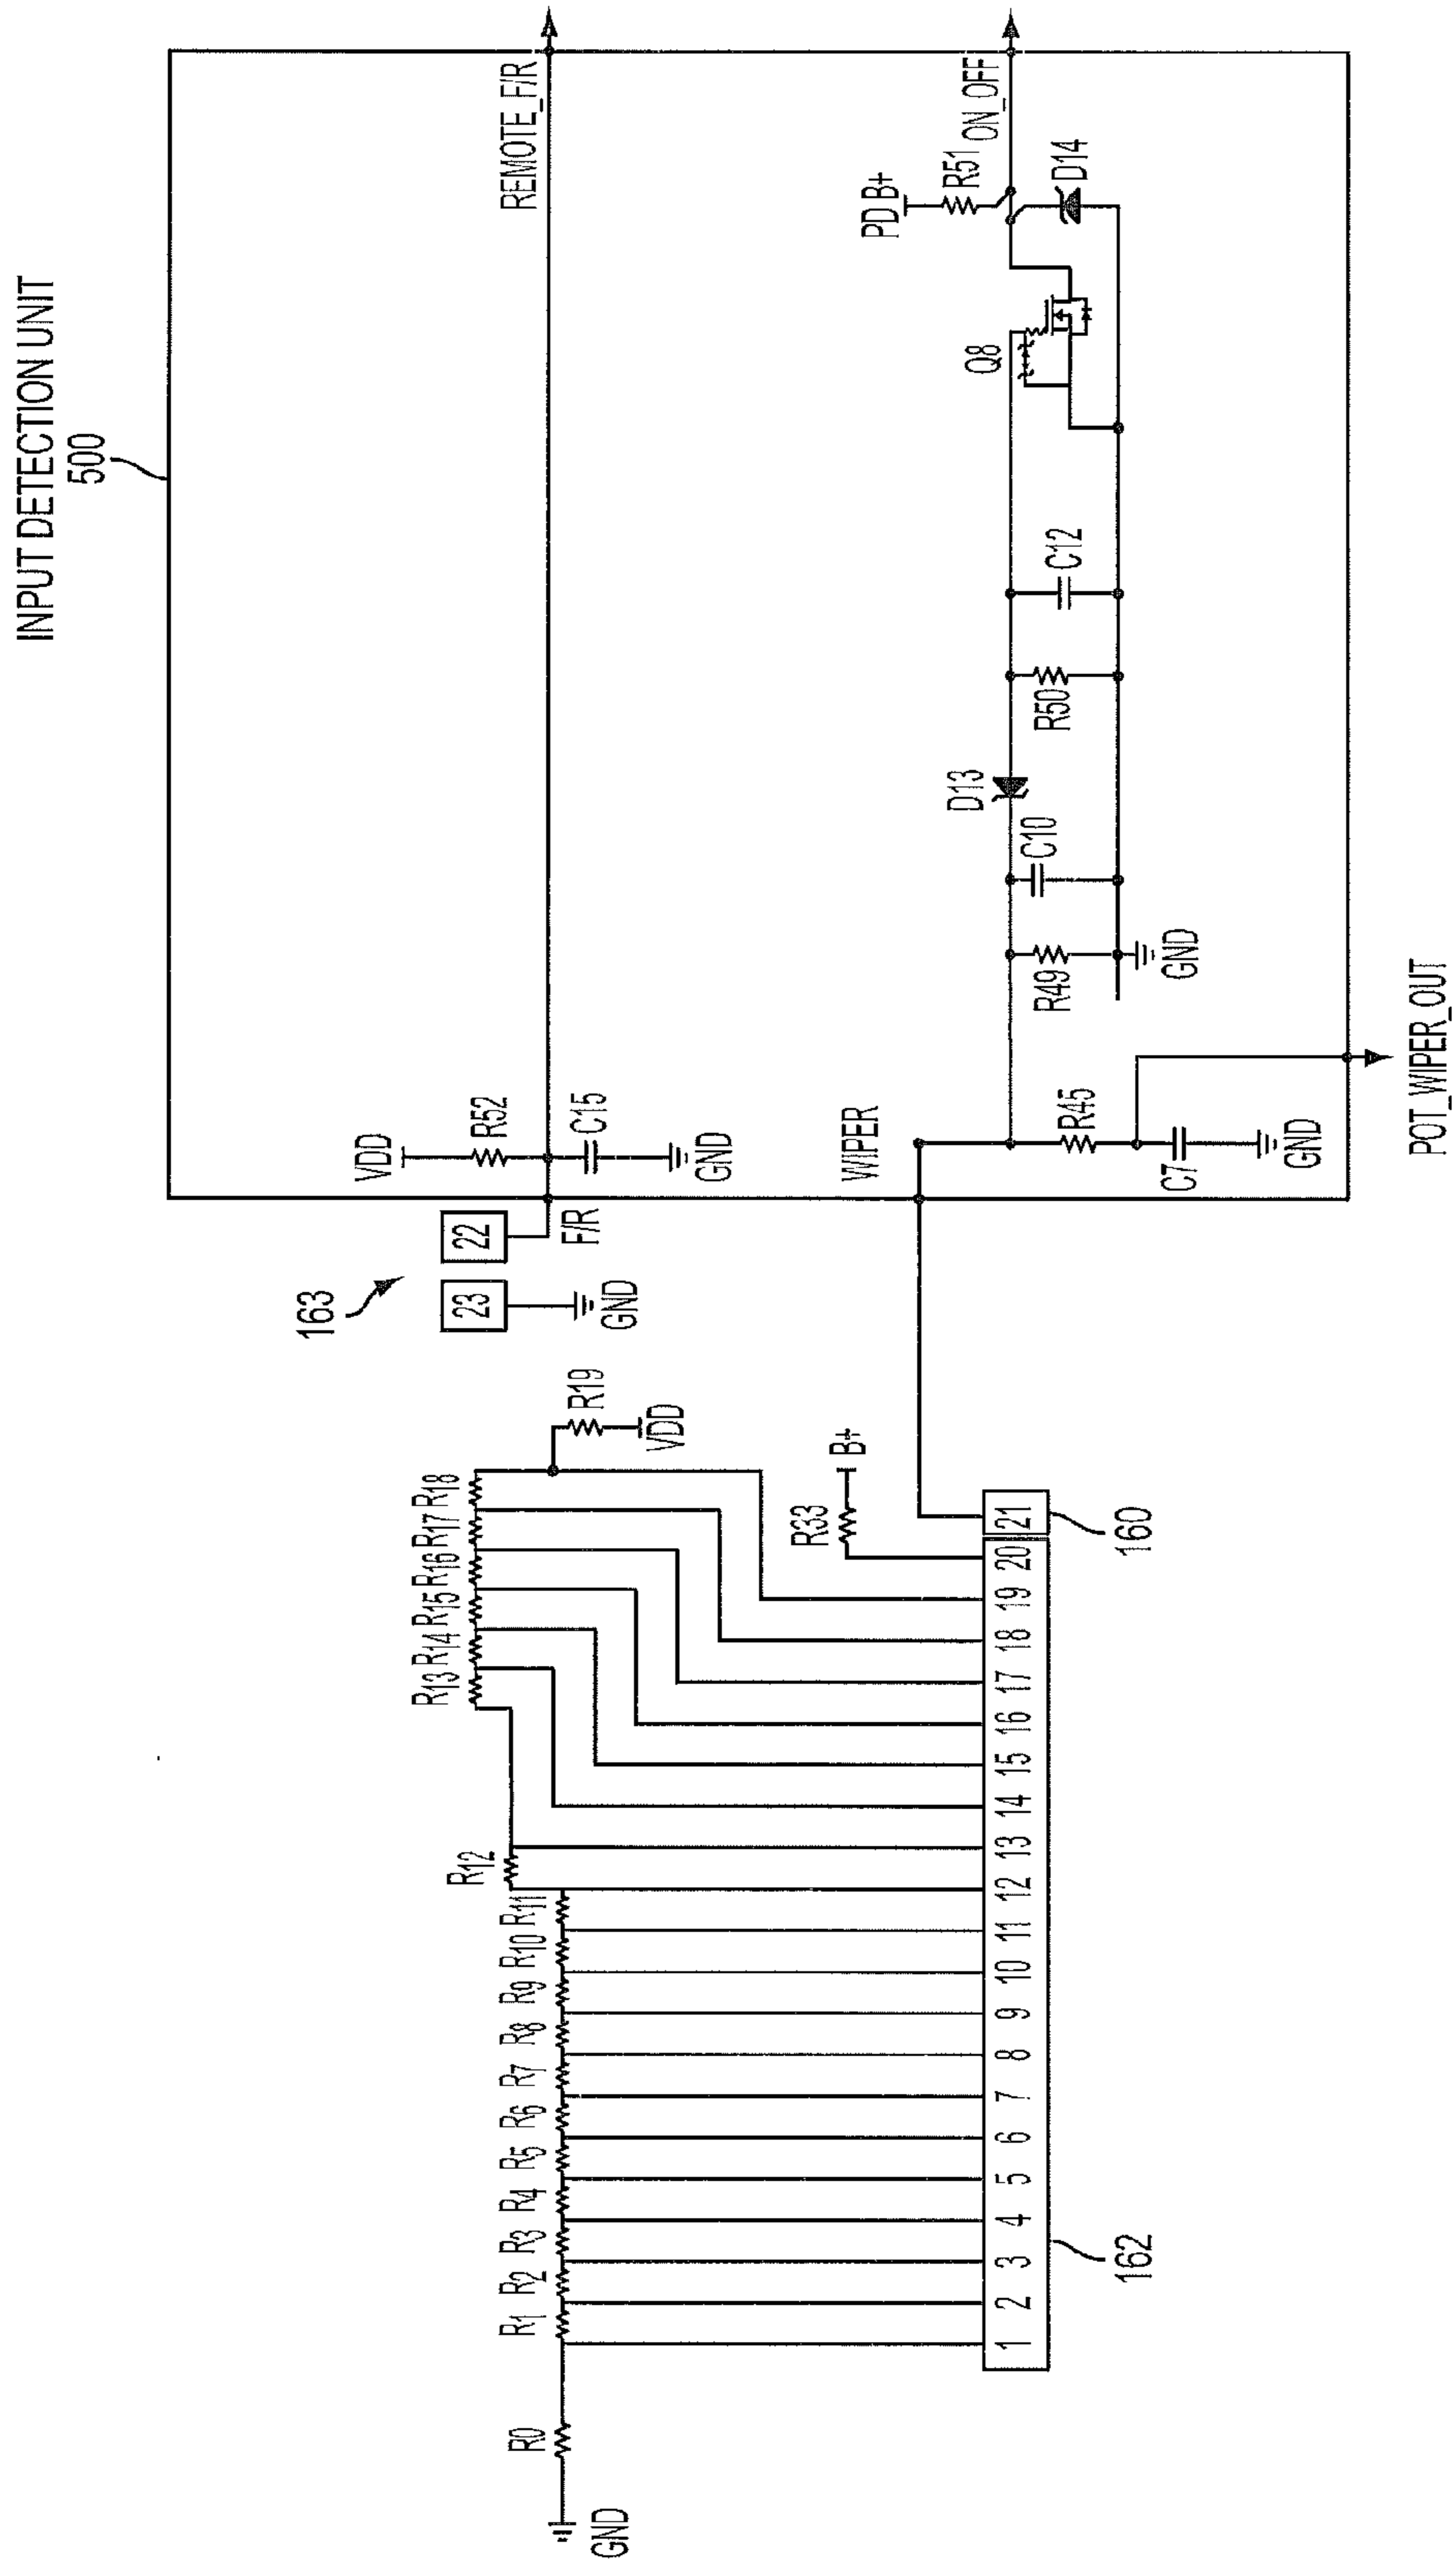 INPUT DETECTION UNIT
500
REMOTE_F/R
ON_OFF
PD B+
R51
D14
Q8
C12
R50
D13
C10
R49
GND
VDD
R52
C15
GND
WIPER
R45
C7
GND
POT_WIPER_OUT
163
22
F/R
23
GND
R19
VDD
R18
R17
R16
R15
R14
R13
R12
R11
R10
R9
R8
R7
R6
R5
R4
R3
R2
R1
R0
GND
B+
R33
1 2 3 4 5 6 7 8 9 10 11 12 13 14 15 16 17 18 19 20 21
160
162